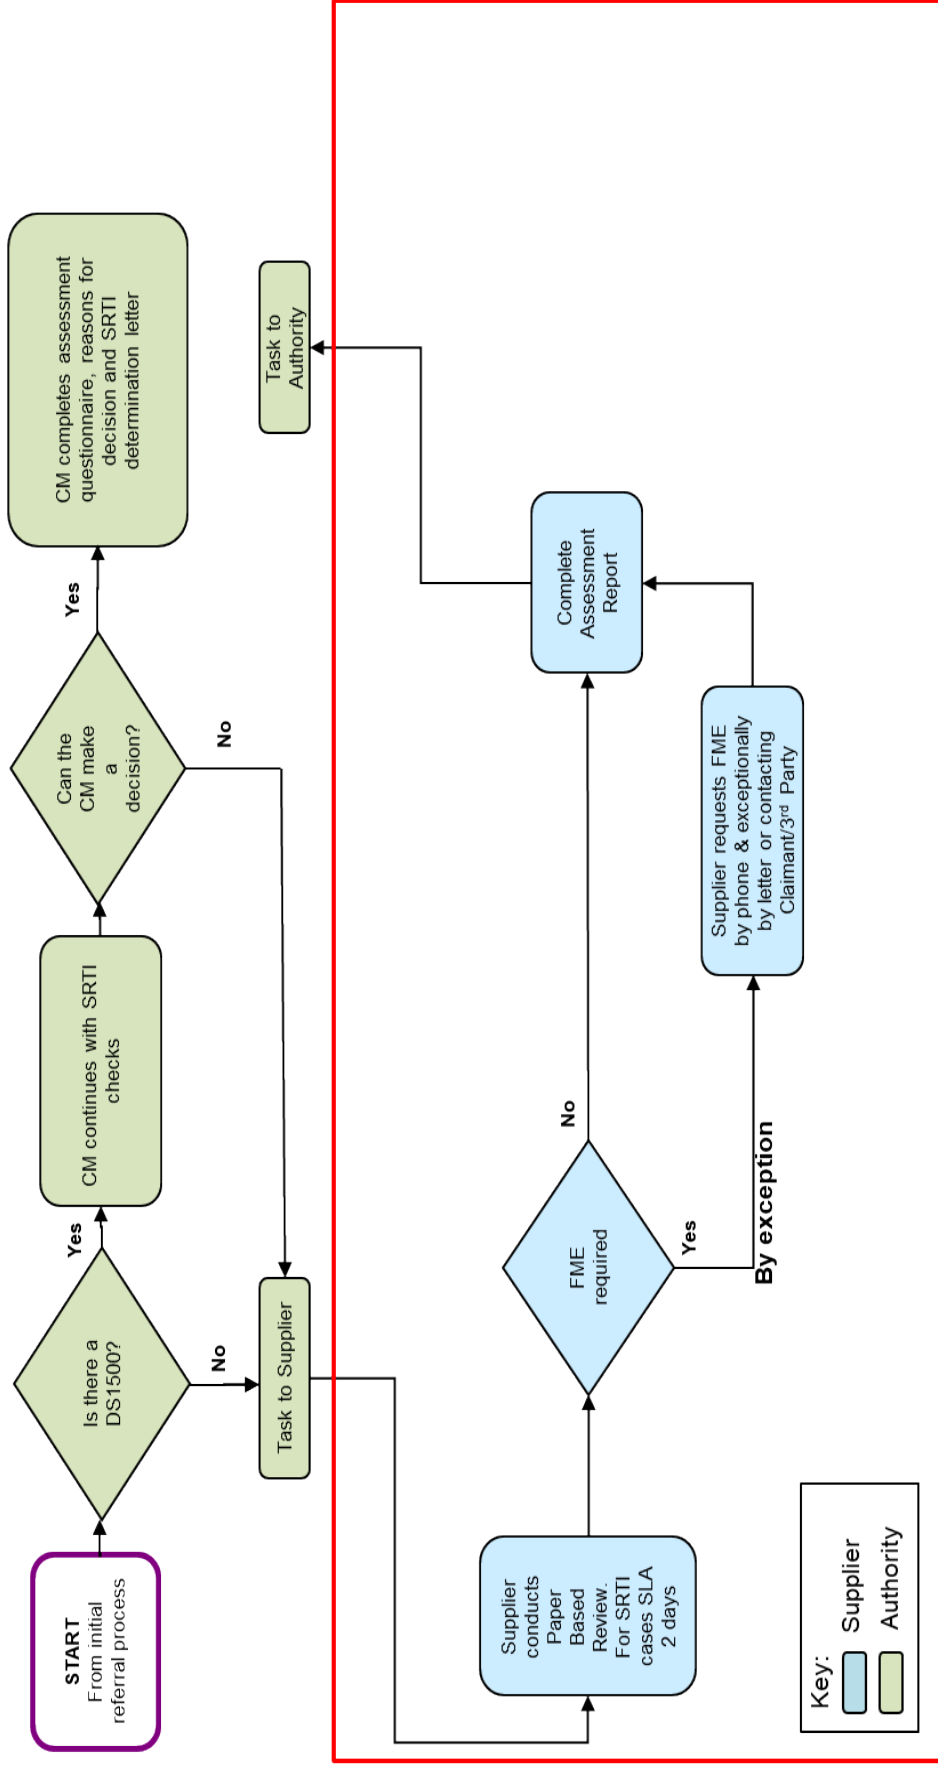 START
From initial
referral process
Is there a
DS1500?
Yes
No
CM continues with SRTI
checks
Can the
CM make
a
decision?
Yes
No
CM completes assessment
questionnaire, reasons for
decision and SRTI
determination letter
Task to Supplier
Task to
Authority
Supplier
conducts
Paper
Based
Review.
For SRTI
cases SLA
2 days
FME
required
No
Yes
By exception
Supplier requests FME
by phone & exceptionally
by letter or contacting
Claimant/3rd Party
Complete
Assessment
Report
Key:
Supplier
Authority